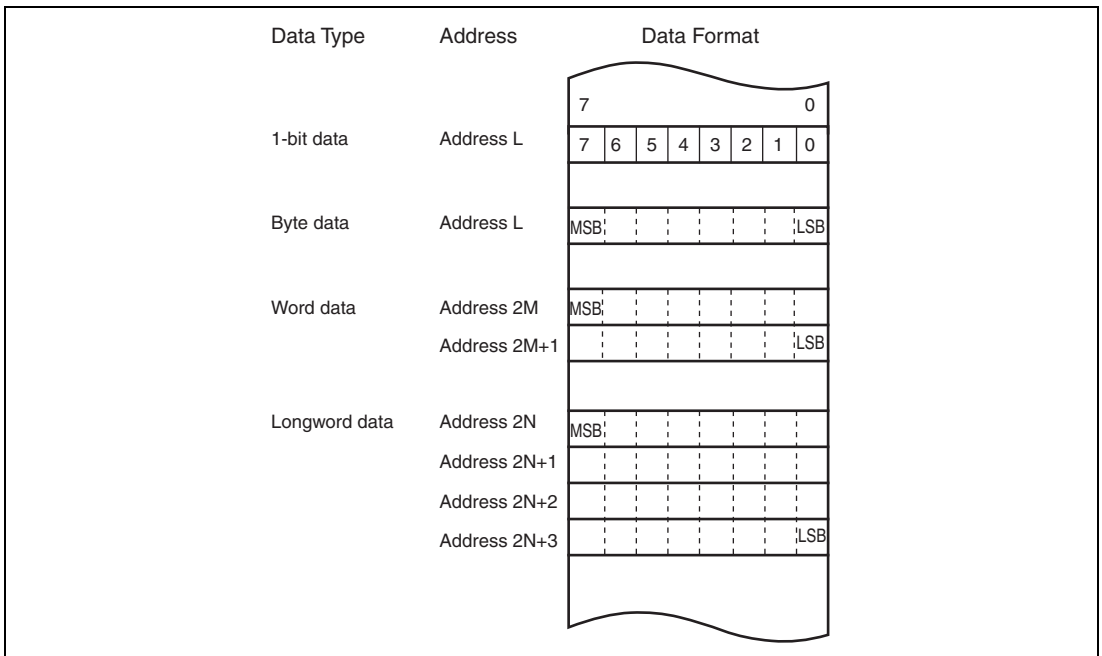 Data Type Address Data Format
7 0
1-bit data Address L 7 6 5 4 3 2 1 0
Byte data Address L MSB LSB
Word data Address 2M MSB
Address 2M+1 LSB
Longword data Address 2N MSB
Address 2N+1
Address 2N+2
Address 2N+3 LSB